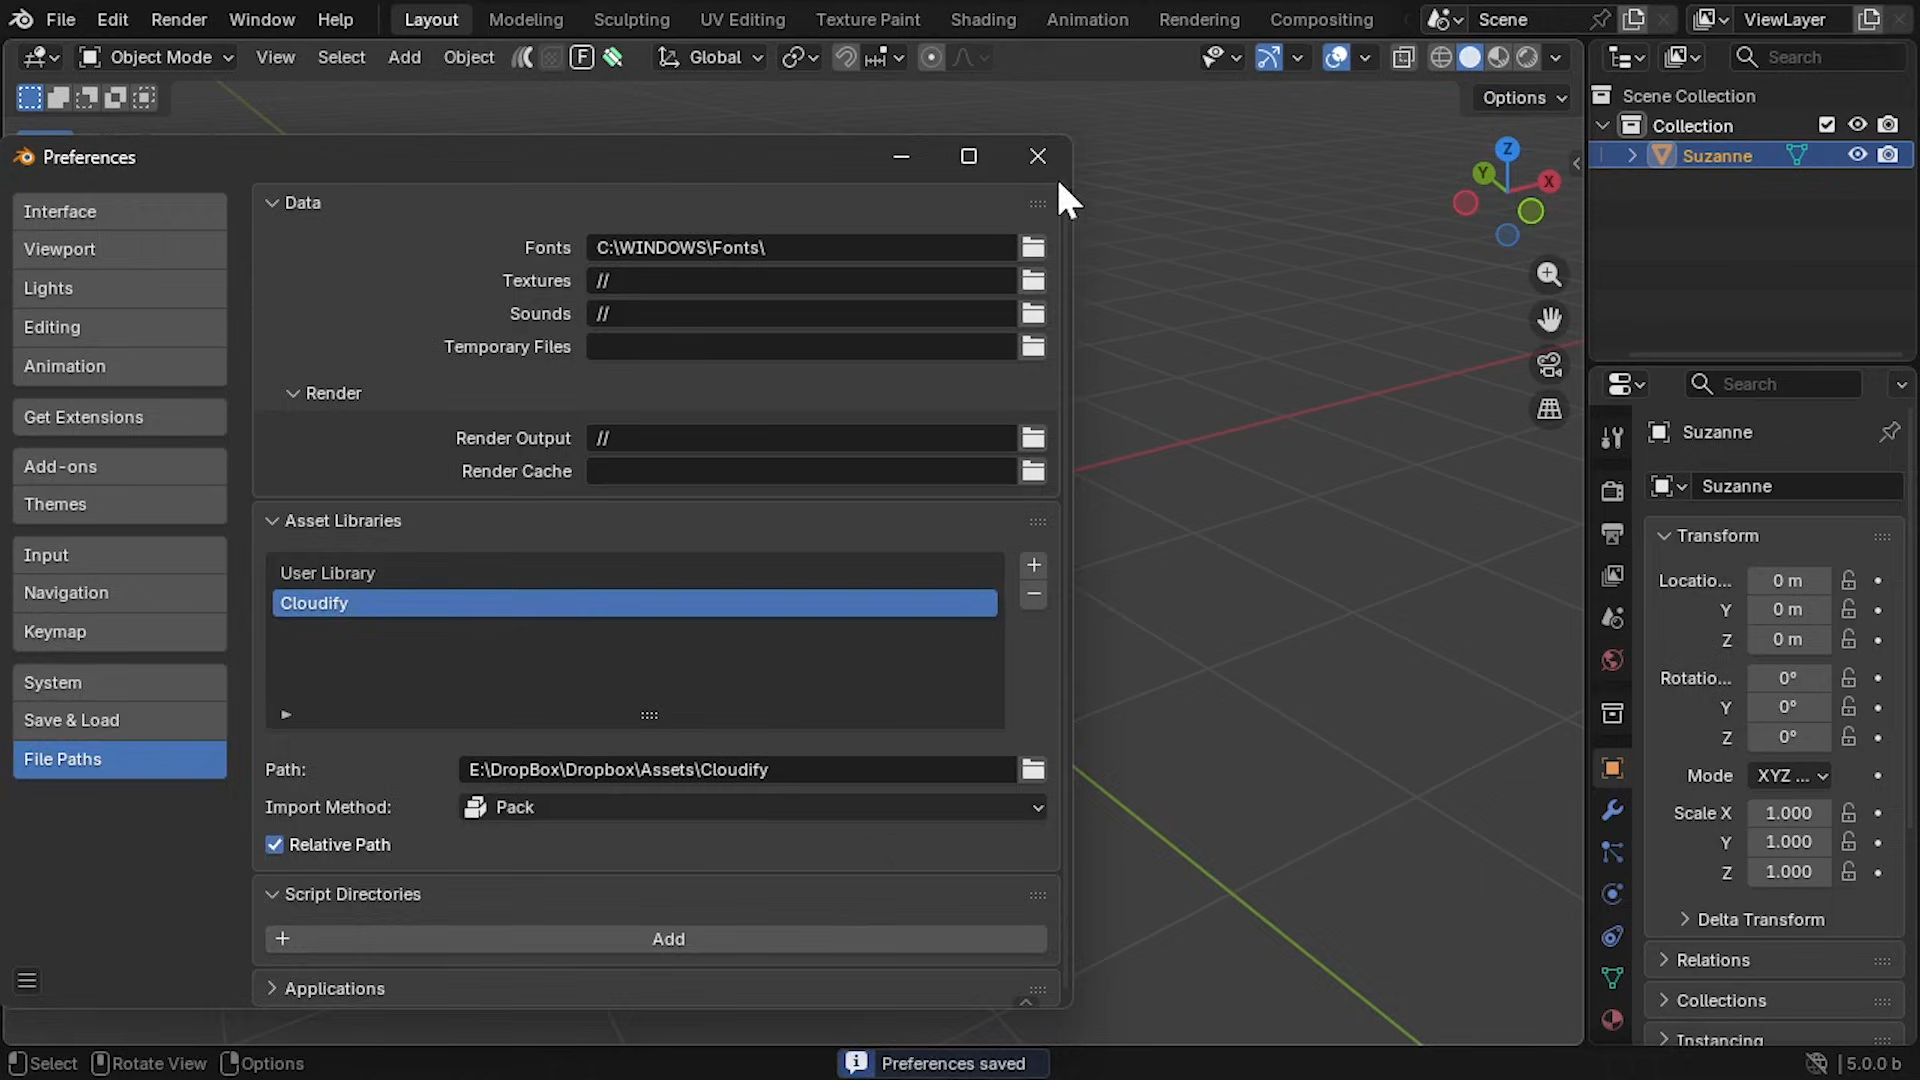 File Edit Render Window Help Layout Modeling Sculpting UV Editing Texture Paint Shading Animation Rendering Compositing Scene ViewLayer
Object Mode View Select Add Object F Global Search
Options
Scene Collection
Collection
Suzanne
Z
Y
X
Preferences
Interface
Viewport
Lights
Editing
Animation
Get Extensions
Add-ons
Themes
Input
Navigation
Keymap
System
Save & Load
File Paths
Data
Fonts C:\WINDOWS\Fonts\
Textures //
Sounds //
Temporary Files
Render
Render Output //
Render Cache
Asset Libraries
User Library
Cloudify
Path: E:\DropBox\Dropbox\Assets\Cloudify
Import Method: Pack
Relative Path
Script Directories
Add
Applications
Search
Suzanne
Suzanne
Transform
Locatio... 0 m
Y 0 m
Z 0 m
Rotatio... 0°
Y 0°
Z 0°
Mode XYZ ...
Scale X 1.000
Y 1.000
Z 1.000
Delta Transform
Relations
Collections
Instancing
Select Rotate View Options Preferences saved 5.0.0 b